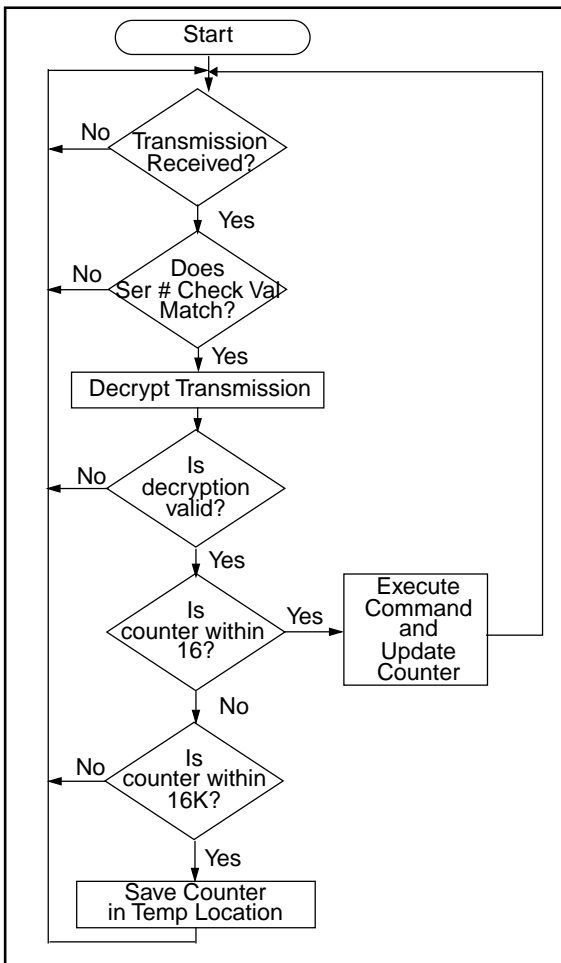 Start
No
Transmission
Received?
Yes
No
Does
Ser # Check Val
Match?
Yes
Decrypt Transmission
No
Is
decryption
valid?
Yes
Is
counter within
16?
Yes
Execute
Command
and
Update
Counter
No
No
Is
counter within
16K?
Yes
Save Counter
in Temp Location